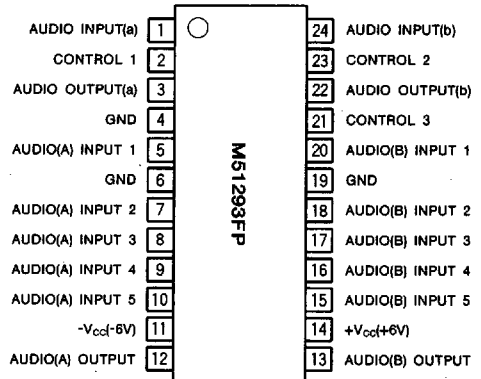 AUDIO INPUT(a) 1 24 AUDIO INPUT(b)
CONTROL 1 2 23 CONTROL 2
AUDIO OUTPUT(a) 3 22 AUDIO OUTPUT(b)
GND 4 21 CONTROL 3
AUDIO(A) INPUT 1 5 20 AUDIO(B) INPUT 1
GND 6 19 GND
AUDIO(A) INPUT 2 7 18 AUDIO(B) INPUT 2
AUDIO(A) INPUT 3 8 17 AUDIO(B) INPUT 3
AUDIO(A) INPUT 4 9 16 AUDIO(B) INPUT 4
AUDIO(A) INPUT 5 10 15 AUDIO(B) INPUT 5
-Vcc(-6V) 11 14 +Vcc(+6V)
AUDIO(A) OUTPUT 12 13 AUDIO(B) OUTPUT
M51293FP